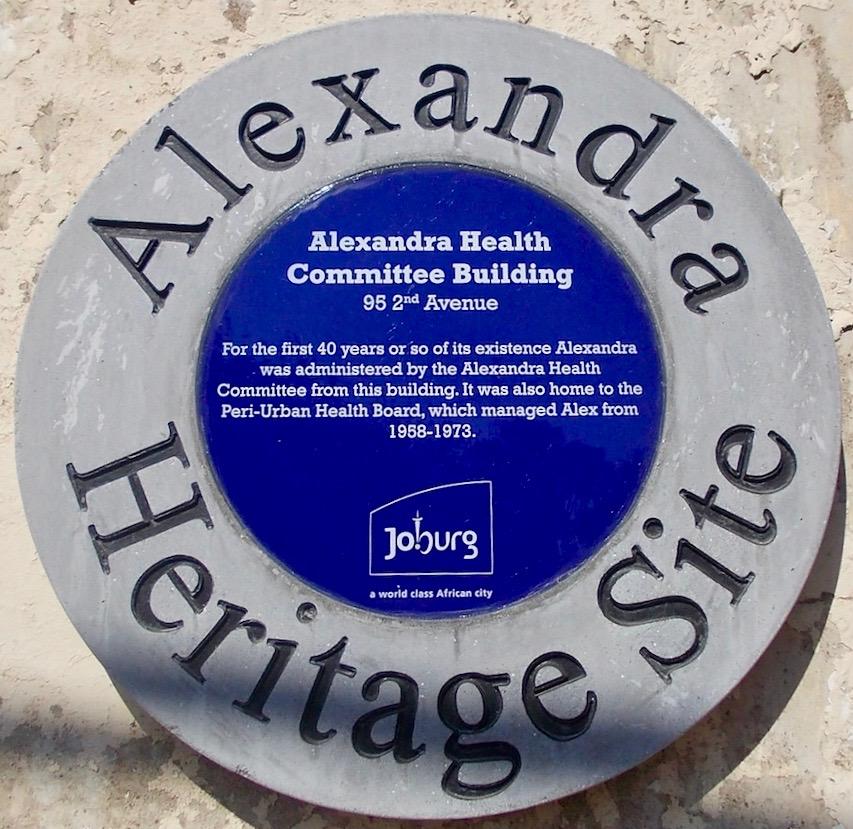 Alexandra
Alexandra Health
Committee Building
95 2nd Avenue
For the first 40 years or so of its existence Alexandra
was administered by the Alexandra Health
Committee from this building. It was also home to the
Peri-Urban Health Board, which managed Alex from
1958-1973.
Joburg
a world class African city
Heritage Site